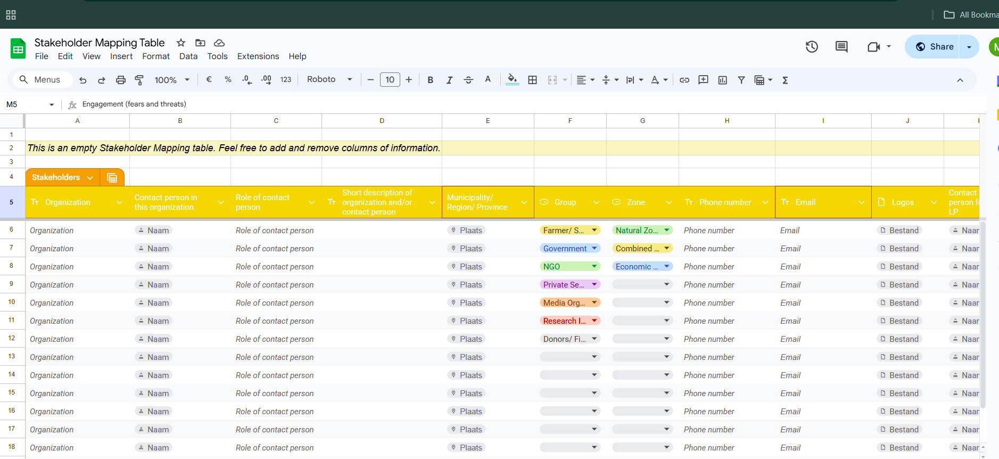 All Bookma
Stakeholder Mapping Table
File Edit View Insert Format Data Tools Extensions Help
Share
M
Menus 100% € % .0 .00 123 Roboto 10 B I A Σ
M5 fx Engagement (fears and threats)
A B C D E F G H I J
1
2 This is an empty Stakeholder Mapping table. Feel free to add and remove columns of information.
3
4 Stakeholders
5 Tт Organization
Contact person in
this organization
Role of contact
person
Tт Short description of
organization and/or
contact person
Municipality/
Region/ Province
Group
Zone
Tт Phone number
Tт Email
Logos
Contact
person f
LP
6 Organization Naam Role of contact person Plaats Farmer/ S... Natural Zo... Phone number Email Bestand Naar
7 Organization Naam Role of contact person Plaats Government Combined ... Phone number Email Bestand Naar
8 Organization Naam Role of contact person Plaats NGO Economic ... Phone number Email Bestand Naar
9 Organization Naam Role of contact person Plaats Private Se... Phone number Email Bestand Naar
10 Organization Naam Role of contact person Plaats Media Org... Phone number Email Bestand Naar
11 Organization Naam Role of contact person Plaats Research I... Phone number Email Bestand Naar
12 Organization Naam Role of contact person Plaats Donors/ Fi... Phone number Email Bestand Naar
13 Organization Naam Role of contact person Plaats Phone number Email Bestand Naar
14 Organization Naam Role of contact person Plaats Phone number Email Bestand Naar
15 Organization Naam Role of contact person Plaats Phone number Email Bestand Naar
16 Organization Naam Role of contact person Plaats Phone number Email Bestand Naar
17 Organization Naam Role of contact person Plaats Phone number Email Bestand Naar
18 Organization Naam Role of contact person Plaats Phone number Email Bestand Naar